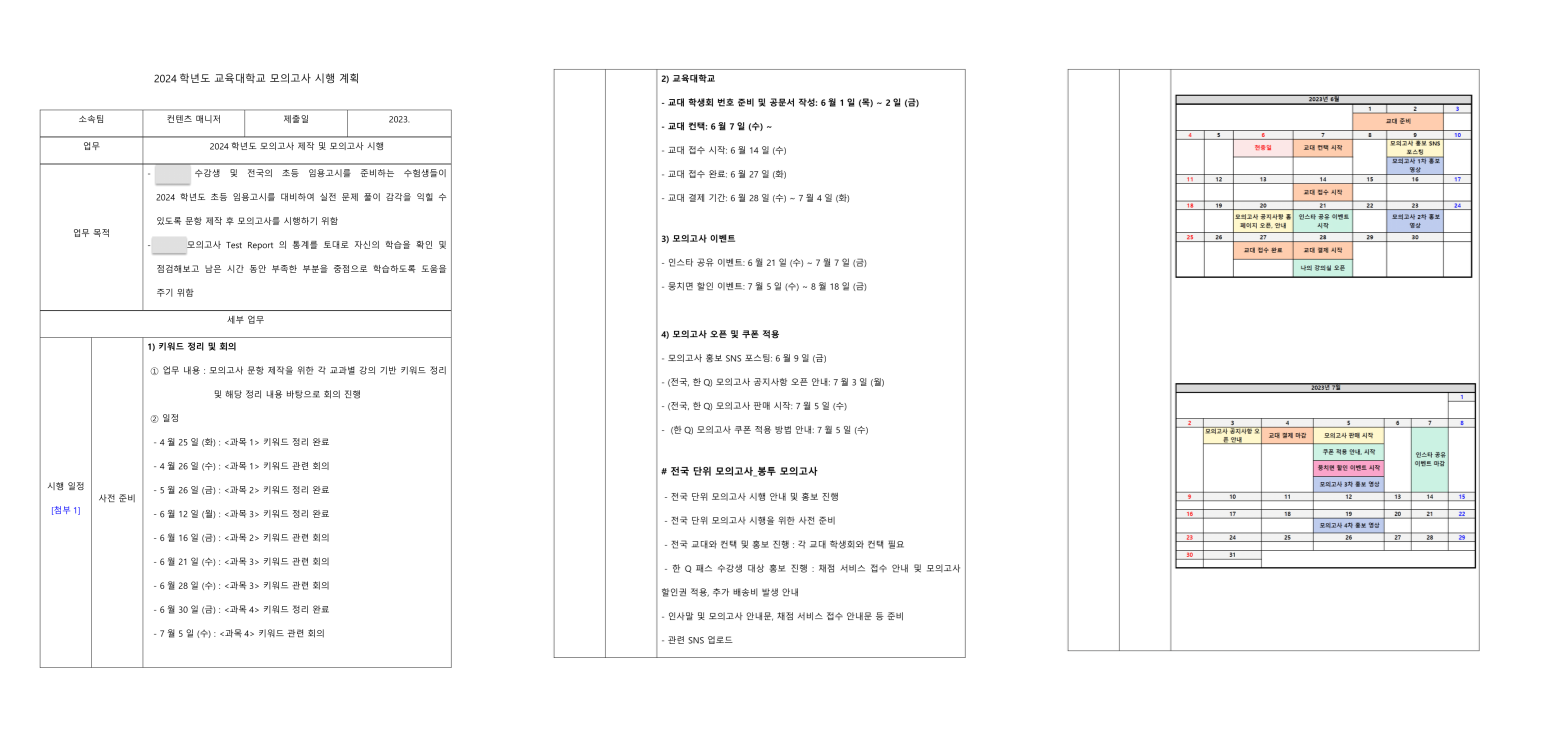 2024 학년도 교육대학교 모의고사 시행 계획
소속팀 컨텐츠 매니저 제출일 2023.
업무 2024 학년도 모의고사 제작 및 모의고사 시행
업무 목적
- 수강생 및 전국의 초등 임용고시를 준비하는 수험생들이
2024 학년도 초등 임용고시를 대비하여 실전 문제 풀이 감각을 익힐 수
있도록 문항 제작 후 모의고사를 시행하기 위함
- 모의고사 Test Report 의 통계를 토대로 자신의 학습을 확인 및
점검해보고 남은 시간 동안 부족한 부분을 중점으로 학습하도록 도움을
주기 위함
세부 업무
시행 일정
[첨부 1]
사전 준비
1) 키워드 정리 및 회의
① 업무 내용 : 모의고사 문항 제작을 위한 각 교과별 강의 기반 키워드 정리
및 해당 정리 내용 바탕으로 회의 진행
② 일정
- 4 월 25 일 (화) : <과목 1> 키워드 정리 완료
- 4 월 26 일 (수) : <과목 1> 키워드 관련 회의
- 5 월 26 일 (금) : <과목 2> 키워드 정리 완료
- 6 월 12 일 (월) : <과목 3> 키워드 정리 완료
- 6 월 16 일 (금) : <과목 2> 키워드 관련 회의
- 6 월 21 일 (수) : <과목 3> 키워드 관련 회의
- 6 월 28 일 (수) : <과목 3> 키워드 관련 회의
- 6 월 30 일 (금) : <과목 4> 키워드 정리 완료
- 7 월 5 일 (수) : <과목 4> 키워드 관련 회의
2) 교육대학교
- 교대 학생회 번호 준비 및 공문서 작성: 6 월 1 일 (목) ~ 2 일 (금)
- 교대 컨택: 6 월 7 일 (수) ~
- 교대 접수 시작: 6 월 14 일 (수)
- 교대 접수 완료: 6 월 27 일 (화)
- 교대 결제 기간: 6 월 28 일 (수) ~ 7 월 4 일 (화)
3) 모의고사 이벤트
- 인스타 공유 이벤트: 6 월 21 일 (수) ~ 7 월 7 일 (금)
- 뭉치면 할인 이벤트: 7 월 5 일 (수) ~ 8 월 18 일 (금)
4) 모의고사 오픈 및 쿠폰 적용
- 모의고사 홍보 SNS 포스팅: 6 월 9 일 (금)
- (전국, 한 Q) 모의고사 공지사항 오픈 안내: 7 월 3 일 (월)
- (전국, 한 Q) 모의고사 판매 시작: 7 월 5 일 (수)
- (한 Q) 모의고사 쿠폰 적용 방법 안내: 7 월 5 일 (수)
# 전국 단위 모의고사_봉투 모의고사
- 전국 단위 모의고사 시행 안내 및 홍보 진행
- 전국 단위 모의고사 시행을 위한 사전 준비
- 전국 교대와 컨택 및 홍보 진행 : 각 교대 학생회와 컨택 필요
- 한 Q 패스 수강생 대상 홍보 진행 : 채점 서비스 접수 안내 및 모의고사
할인권 적용, 추가 배송비 발생 안내
- 인사말 및 모의고사 안내문, 채점 서비스 접수 안내문 등 준비
- 관련 SNS 업로드
2023년 6월
1 2 3
교대 준비
4 5 6 7 8 9 10
현충일 교대 컨택 시작 모의고사 홍보 SNS
포스팅
모의고사 1차 홍보
영상
11 12 13 14 15 16 17
교대 접수 시작
18 19 20 21 22 23 24
모의고사 공지사항 홈 인스타 공유 이벤트 모의고사 2차 홍보
페이지 오픈, 안내 시작 영상
25 26 27 28 29 30
교대 접수 완료 교대 결제 시작
나의 강의실 오픈
2023년 7월
1
2 3 4 5 6 7 8
모의고사 공지사항 오 교대 결제 마감 모의고사 판매 시작
픈 안내
쿠폰 적용 안내, 시작
인스타 공유
이벤트 마감
뭉치면 할인 이벤트 시작
모의고사 3차 홍보 영상
9 10 11 12 13 14 15
16 17 18 19 20 21 22
모의고사 4차 홍보 영상
23 24 25 26 27 28 29
30 31